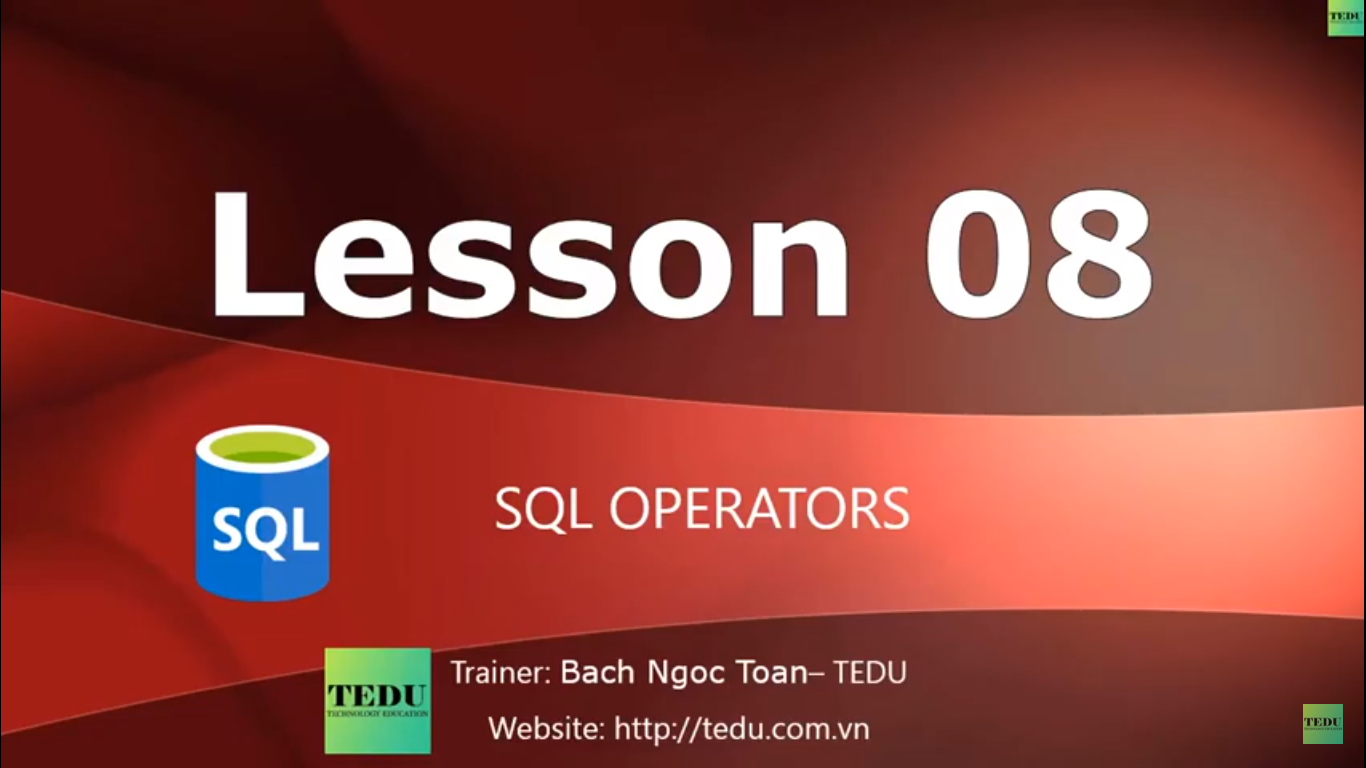 TEDU
Lesson 08
SQL
SQL OPERATORS
TEDU
TECHNOLOGY EDUCATION
Trainer: Bach Ngoc Toan– TEDU
Website: http://tedu.com.vn
TEDU